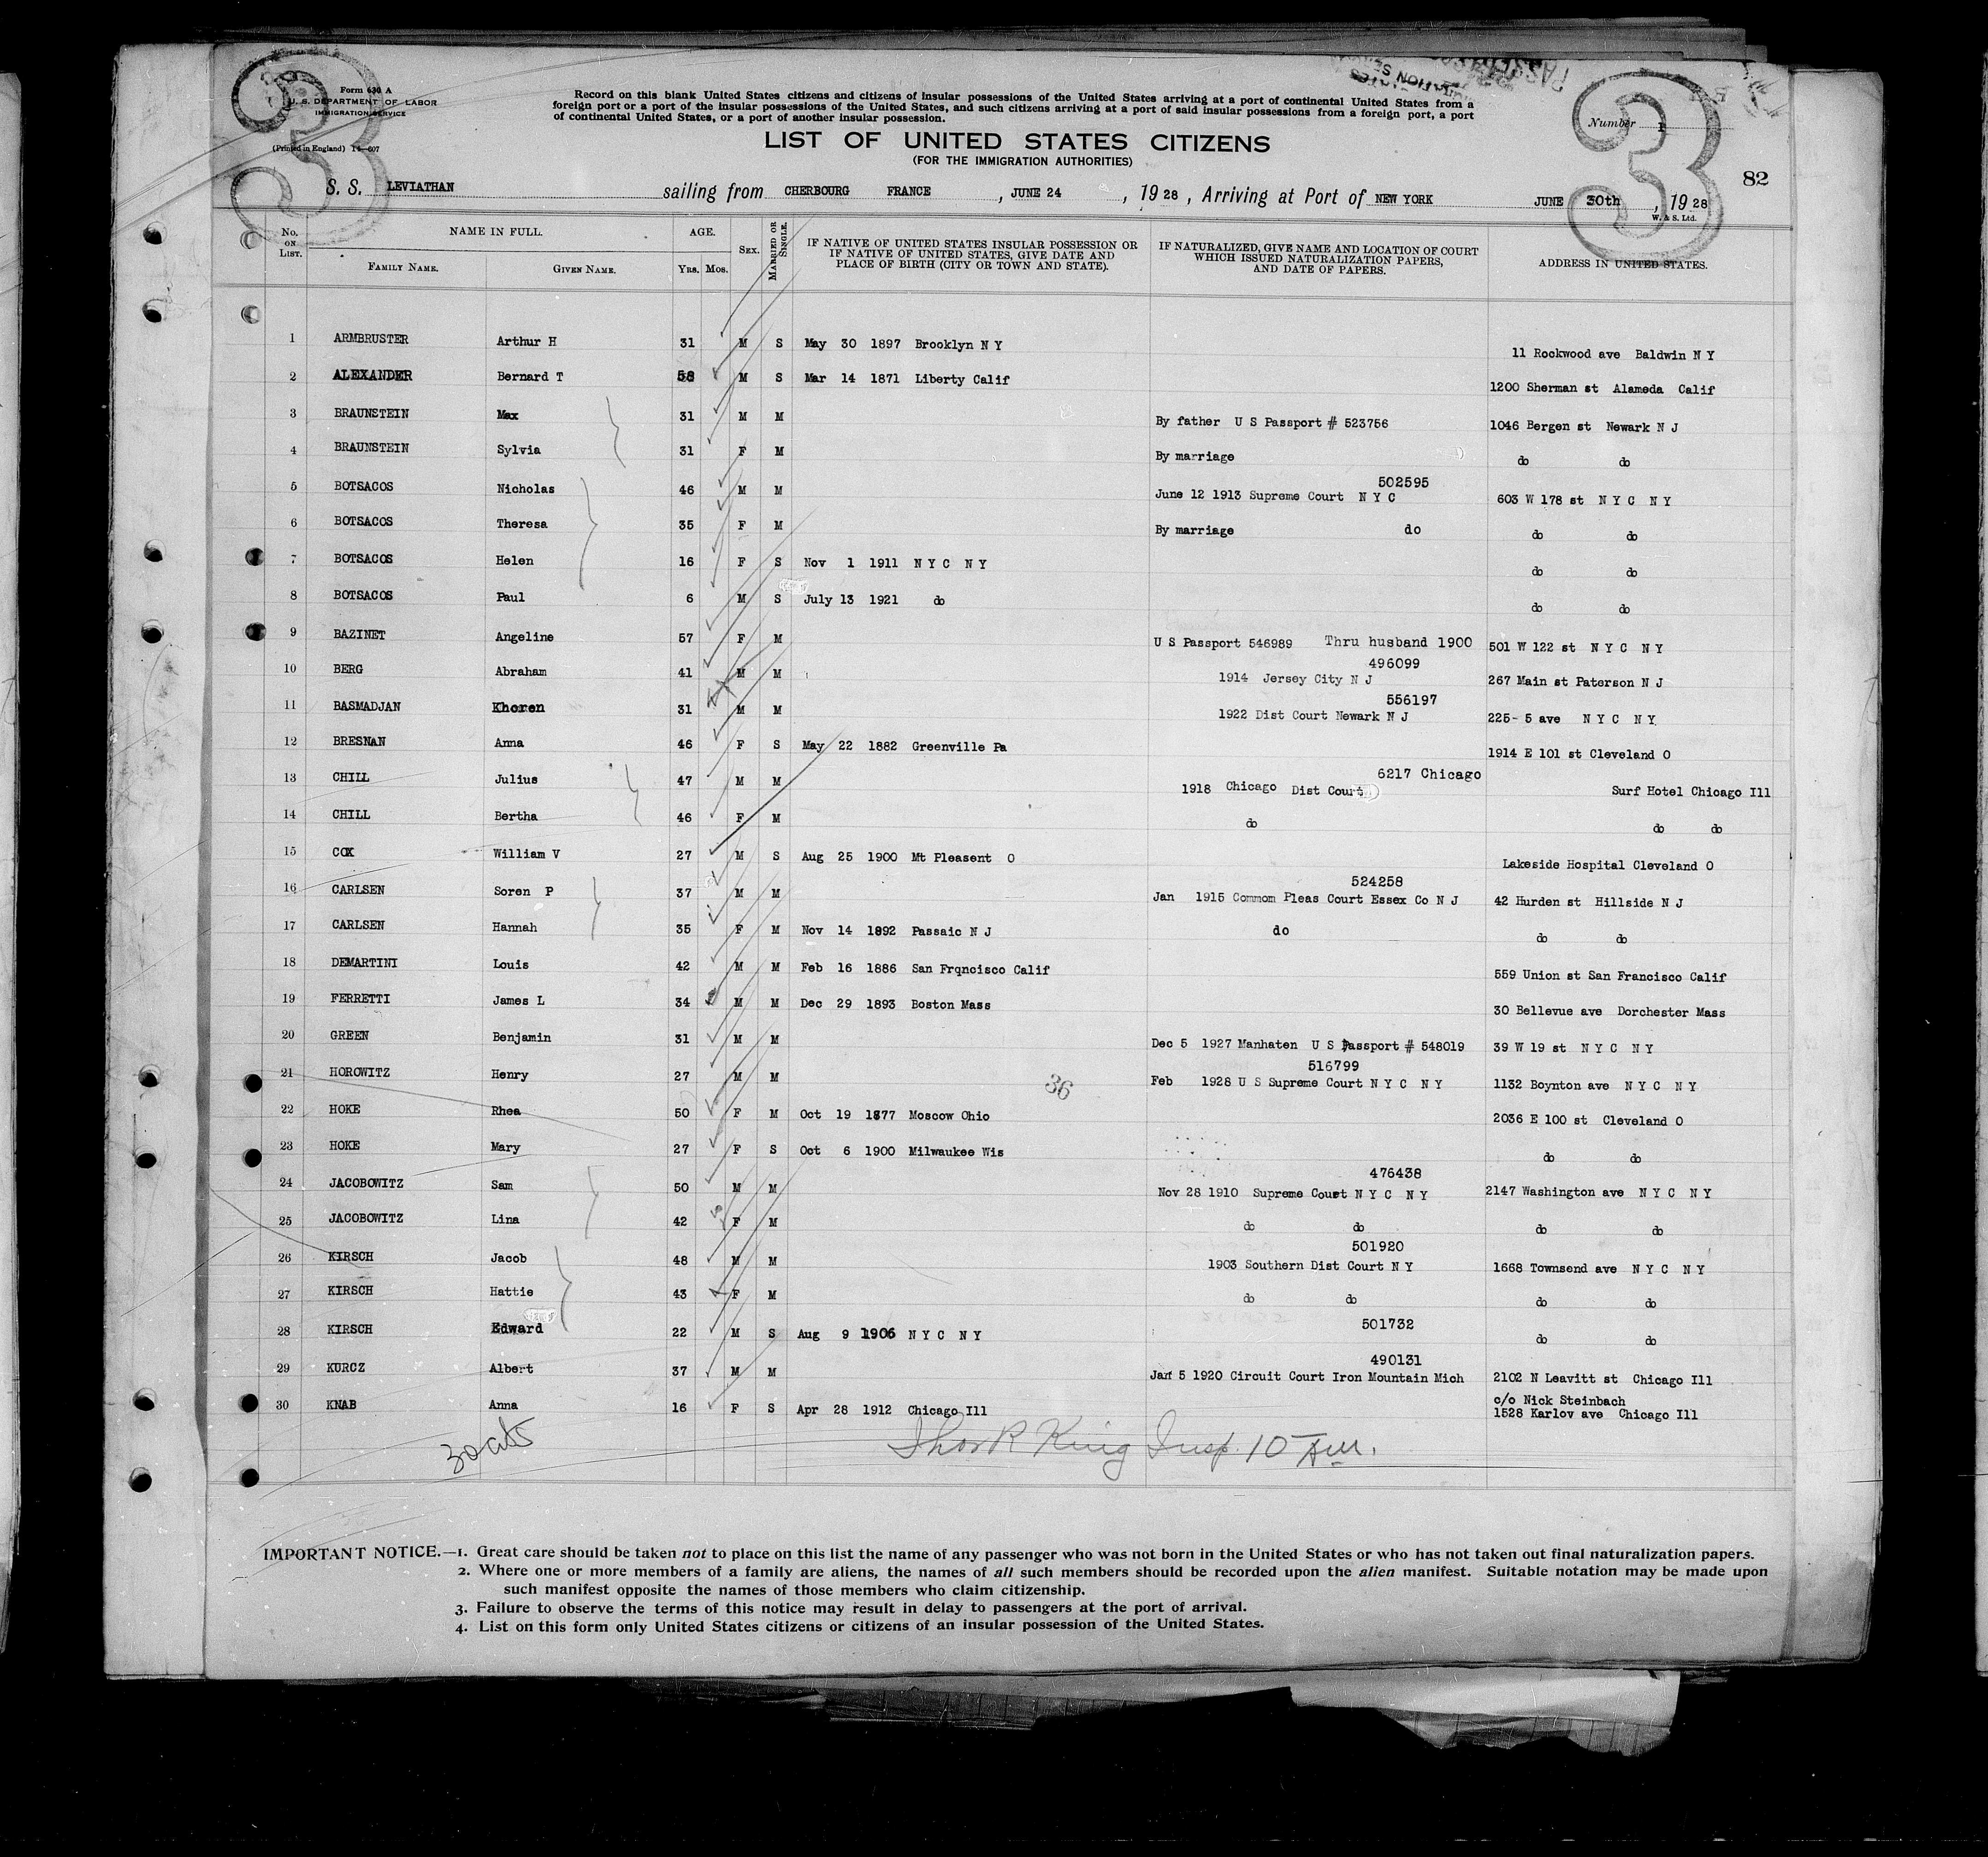 Form 630 A
U. S. DEPARTMENT OF LABOR
IMMIGRATION SERVICE
(Printed in England) 14—607
3
3
Record on this blank United States citizens and citizens of insular possessions of the United States arriving at a port of continental United States from a
foreign port or a port of the insular possessions of the United States, and such citizens arriving at a port of said insular possessions from a foreign port, a port
of continental United States, or a port of another insular possession.
Number 1
LIST OF UNITED STATES CITIZENS
(FOR THE IMMIGRATION AUTHORITIES)
82
S. S. LEVIATHAN sailing from CHERBOURG FRANCE, JUNE 24, 1928, Arriving at Port of NEW YORK JUNE 30th, 1928
W. & S. Ltd.
No. ON LIST. NAME IN FULL. FAMILY NAME. GIVEN NAME. AGE. Yrs. Mos. SEX. MARRIED OR SINGLE. IF NATIVE OF UNITED STATES INSULAR POSSESSION OR IF NATIVE OF UNITED STATES, GIVE DATE AND PLACE OF BIRTH (CITY OR TOWN AND STATE). IF NATURALIZED, GIVE NAME AND LOCATION OF COURT WHICH ISSUED NATURALIZATION PAPERS, AND DATE OF PAPERS. ADDRESS IN UNITED STATES.
1 ARMBRUSTER Arthur H 31 M S May 30 1897 Brooklyn N Y 11 Rockwood ave Baldwin N Y
2 ALEXANDER Bernard T 58 M S Mar 14 1871 Liberty Calif 1200 Sherman st Alameda Calif
3 BRAUNSTEIN Max 31 M M By father U S Passport # 523756 1046 Bergen st Newark N J
4 BRAUNSTEIN Sylvia 31 F M By marriage do do
5 BOTSACOS Nicholas 46 M M 502595 June 12 1913 Supreme Court N Y C 603 W 178 st N Y C N Y
6 BOTSACOS Theresa 35 F M By marriage do do do
7 BOTSACOS Helen 16 F S Nov 1 1911 N Y C N Y do do
8 BOTSACOS Paul 6 M S July 13 1921 do do do
9 BAZINET Angeline 57 F M U S Passport 546989 Thru husband 1900 501 W 122 st N Y C N Y
10 BERG Abraham 41 M M 496099 1914 Jersey City N J 267 Main st Paterson N J
11 BASMADJAN Khoren 31 M M 556197 1922 Dist Court Newark N J 225- 5 ave N Y C N Y
12 BRESNAN Anna 46 F S May 22 1882 Greenville Pa 1914 E 101 st Cleveland O
13 CHILL Julius 47 M M 6217 Chicago 1918 Chicago Dist Court Surf Hotel Chicago Ill
14 CHILL Bertha 46 F M do do do
15 COX William V 27 M S Aug 25 1900 Mt Pleasent O Lakeside Hospital Cleveland O
16 CARLSEN Soren P 37 M M 524258 Jan 1915 Commom Pleas Court Essex Co N J 42 Hurden st Hillside N J
17 CARLSEN Hannah 35 F M Nov 14 1892 Passaic N J do do do
18 DEMARTINI Louis 42 M M Feb 16 1886 San Frqncisco Calif 559 Union st San Francisco Calif
19 FERRETTI James L 34 M M Dec 29 1893 Boston Mass 30 Bellevue ave Dorchester Mass
20 GREEN Benjamin 31 M M Dec 5 1927 Manhaten U S Passport # 548019 39 W 19 st N Y C N Y
21 HOROWITZ Henry 27 M M 516799 Feb 1928 U S Supreme Court N Y C N Y 1132 Boynton ave N Y C N Y
36
22 HOKE Rhea 50 F M Oct 19 1877 Moscow Ohio 2036 E 100 st Cleveland O
23 HOKE Mary 27 F S Oct 6 1900 Milwaukee Wis do do
24 JACOBOWITZ Sam 50 M M 476438 Nov 28 1910 Supreme Court N Y C N Y 2147 Washington ave N Y C N Y
25 JACOBOWITZ Lina 42 F M do do do do
26 KIRSCH Jacob 48 M M 501920 1903 Southern Dist Court N Y 1668 Townsend ave N Y C N Y
27 KIRSCH Hattie 43 F M do do do do
28 KIRSCH Edward 22 M S Aug 9 1906 N Y C N Y 501732 do do
29 KURCZ Albert 37 M M 490131 Jan 5 1920 Circuit Court Iron Mountain Mich 2102 N Leavitt st Chicago Ill
30 KNAB Anna 16 F S Apr 28 1912 Chicago Ill c/o Nick Steinbach 1528 Karlov ave Chicago Ill
Thos R King Insp. 10 Am.
IMPORTANT NOTICE.—1. Great care should be taken not to place on this list the name of any passenger who was not born in the United States or who has not taken out final naturalization papers.
2. Where one or more members of a family are aliens, the names of all such members should be recorded upon the alien manifest. Suitable notation may be made upon
such manifest opposite the names of those members who claim citizenship.
3. Failure to observe the terms of this notice may result in delay to passengers at the port of arrival.
4. List on this form only United States citizens or citizens of an insular possession of the United States.